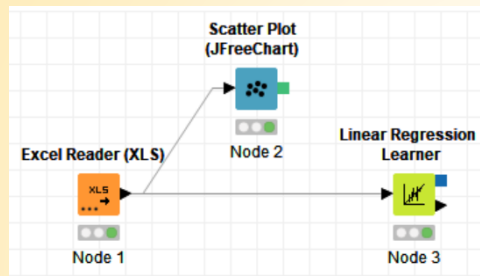 Scatter Plot
(JFreeChart)
Node 2
Excel Reader (XLS)
XLS
Node 1
Linear Regression
Learner
Node 3